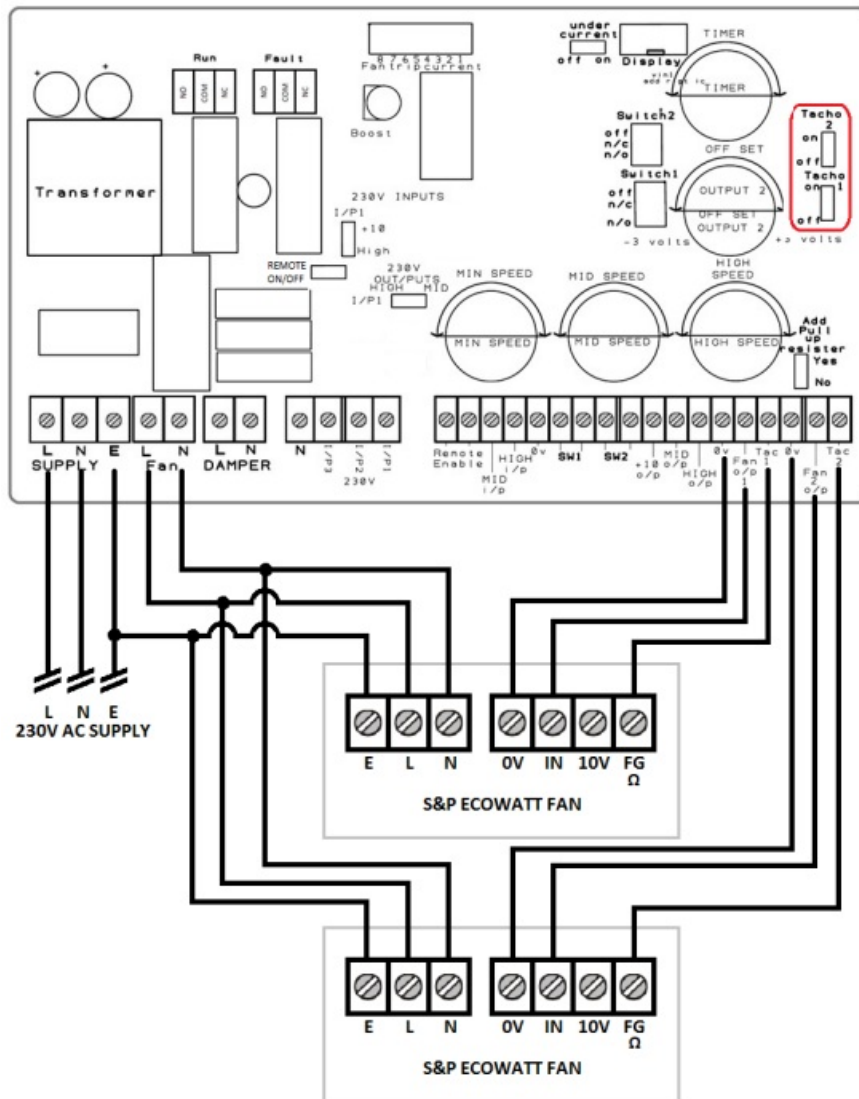 Run
Fault
NO
COM
NC
NO
COM
NC
8 7 6 5 4 3 2 1
Fantripcurrent
Boost
under
current
off on
Display
TIMER
TIMER
OFF SET
Switch2
off
n/c
n/o
Switch1
off
n/c
n/o
OUTPUT 2
OFF SET
OUTPUT 2
-3 volts
+3 volts
Tacho
2
on
off
Tacho
on 1
off
Transformer
230V INPUTS
I/P1
+10
High
REMOTE
ON/OFF
230V
OUT/PUTS
HIGH MID
I/P1
MIN SPEED
MIN SPEED
MID SPEED
MID SPEED
HIGH
SPEED
HIGH SPEED
Add
Pull
up
resister
Yes
No
L N E
SUPPLY
L N
Fan
L N
DAMPER
N
I/P3
I/P2
I/P1
230V
Remote
Enable
MID
i/p
HIGH
i/p
0v
SW1
SW2
+10
o/p
MID
o/p
HIGH
o/p
0v
Fan
o/p
1
Tac
1
0v
Fan
2
o/p
Tac
2
L N E
230V AC SUPPLY
E L N
0V IN 10V FG
Ω
S&P ECOWATT FAN
E L N
0V IN 10V FG
Ω
S&P ECOWATT FAN